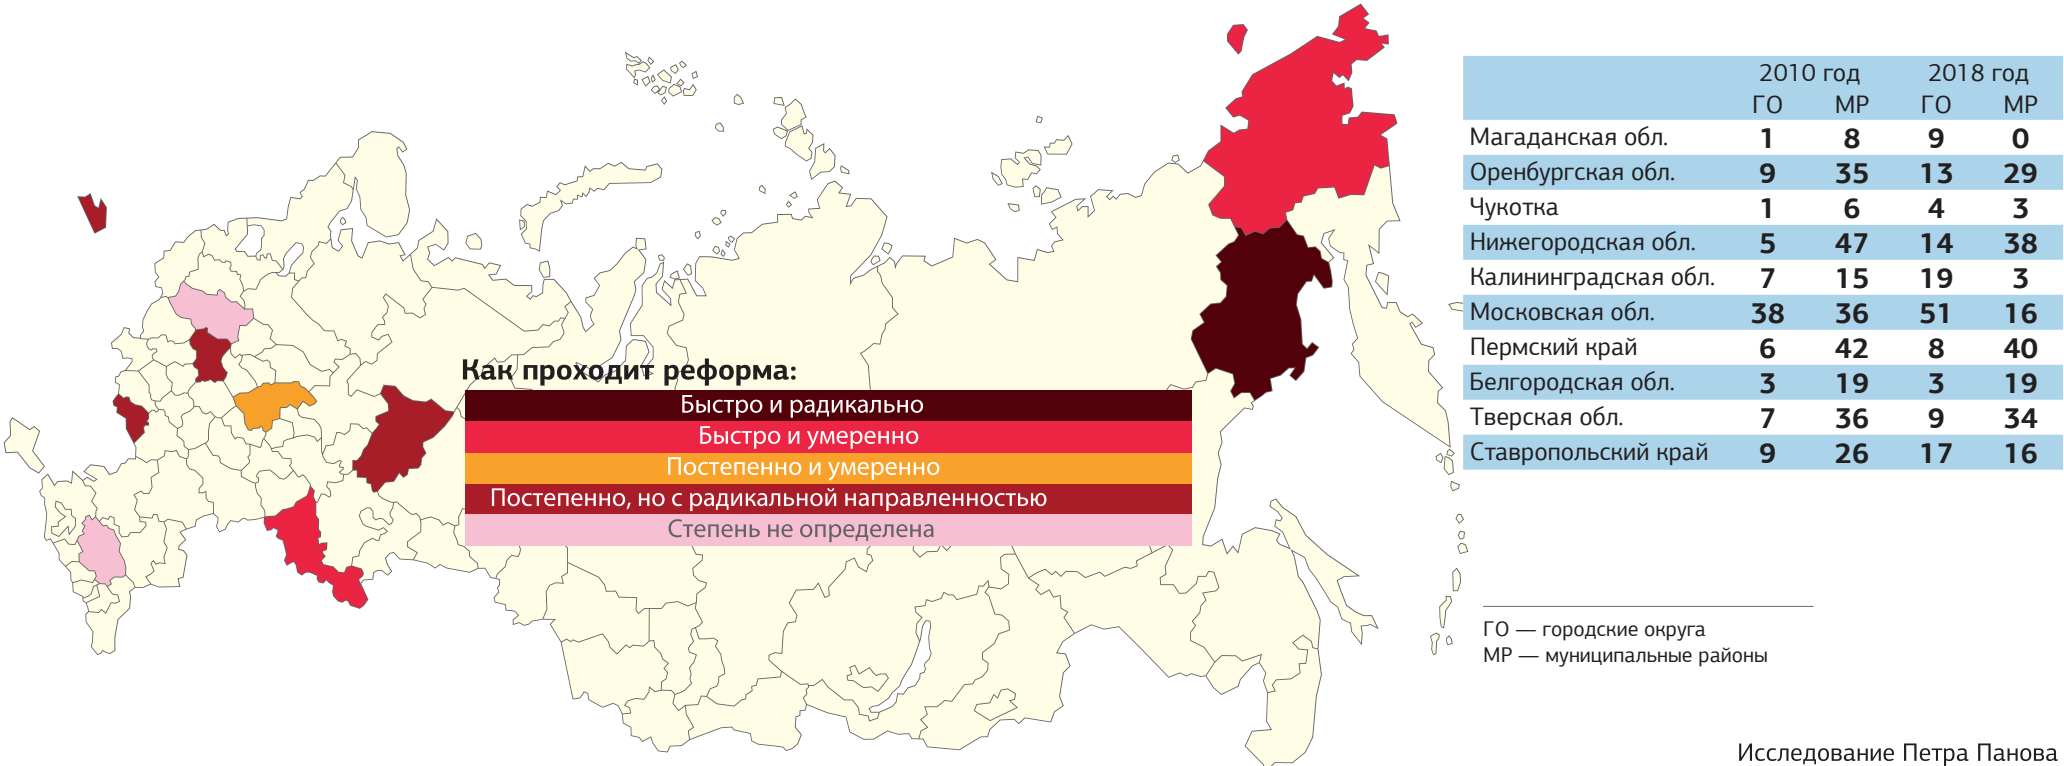 Как проходит реформа:
Быстро и радикально
Быстро и умеренно
Постепенно и умеренно
Постепенно, но с радикальной направленностью
Степень не определена
2010 год 2018 год
ГО МР ГО МР
Магаданская обл. 1 8 9 0
Оренбургская обл. 9 35 13 29
Чукотка 1 6 4 3
Нижегородская обл. 5 47 14 38
Калининградская обл. 7 15 19 3
Московская обл. 38 36 51 16
Пермский край 6 42 8 40
Белгородская обл. 3 19 3 19
Тверская обл. 7 36 9 34
Ставропольский край 9 26 17 16
ГО — городские округа
МР — муниципальные районы
Исследование Петра Панова